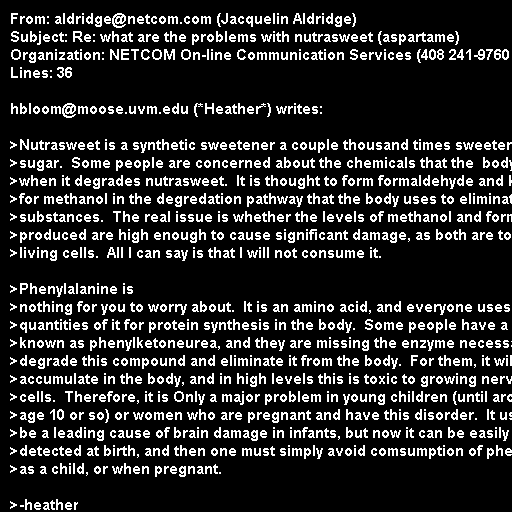 From: aldridge@netcom.com (Jacquelin Aldridge)
Subject: Re: what are the problems with nutrasweet (aspartame)
Organization: NETCOM On-line Communication Services (408 241-9760
Lines: 36
hbloom@moose.uvm.edu (*Heather*) writes:
>Nutrasweet is a synthetic sweetener a couple thousand times sweeter
>sugar.  Some people are concerned about the chemicals that the  body
>when it degrades nutrasweet.  It is thought to form formaldehyde and
>for methanol in the degredation pathway that the body uses to eliminat
>substances.  The real issue is whether the levels of methanol and form
>produced are high enough to cause significant damage, as both are to
>living cells.  All I can say is that I will not consume it.
>Phenylalanine is
>nothing for you to worry about.  It is an amino acid, and everyone uses
>quantities of it for protein synthesis in the body.  Some people have a
>known as phenylketoneurea, and they are missing the enzyme necess
>degrade this compound and eliminate it from the body.  For them, it wil
>accumulate in the body, and in high levels this is toxic to growing nerv
>cells.  Therefore, it is Only a major problem in young children (until aro
>age 10 or so) or women who are pregnant and have this disorder.  It us
>be a leading cause of brain damage in infants, but now it can be easily
>detected at birth, and then one must simply avoid comsumption of phe
>as a child, or when pregnant.
>-heather